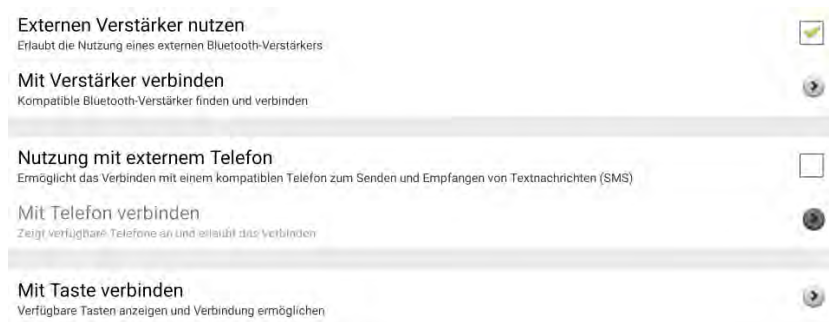 Externen Verstärker nutzen
Erlaubt die Nutzung eines externen Bluetooth-Verstärkers
Mit Verstärker verbinden
Kompatible Bluetooth-Verstärker finden und verbinden
Nutzung mit externem Telefon
Ermöglicht das Verbinden mit einem kompatiblen Telefon zum Senden und Empfangen von Textnachrichten (SMS)
Mit Telefon verbinden
Zeigt verfügbare Telefone an und erlaubt das Verbinden
Mit Taste verbinden
Verfügbare Tasten anzeigen und Verbindung ermöglichen